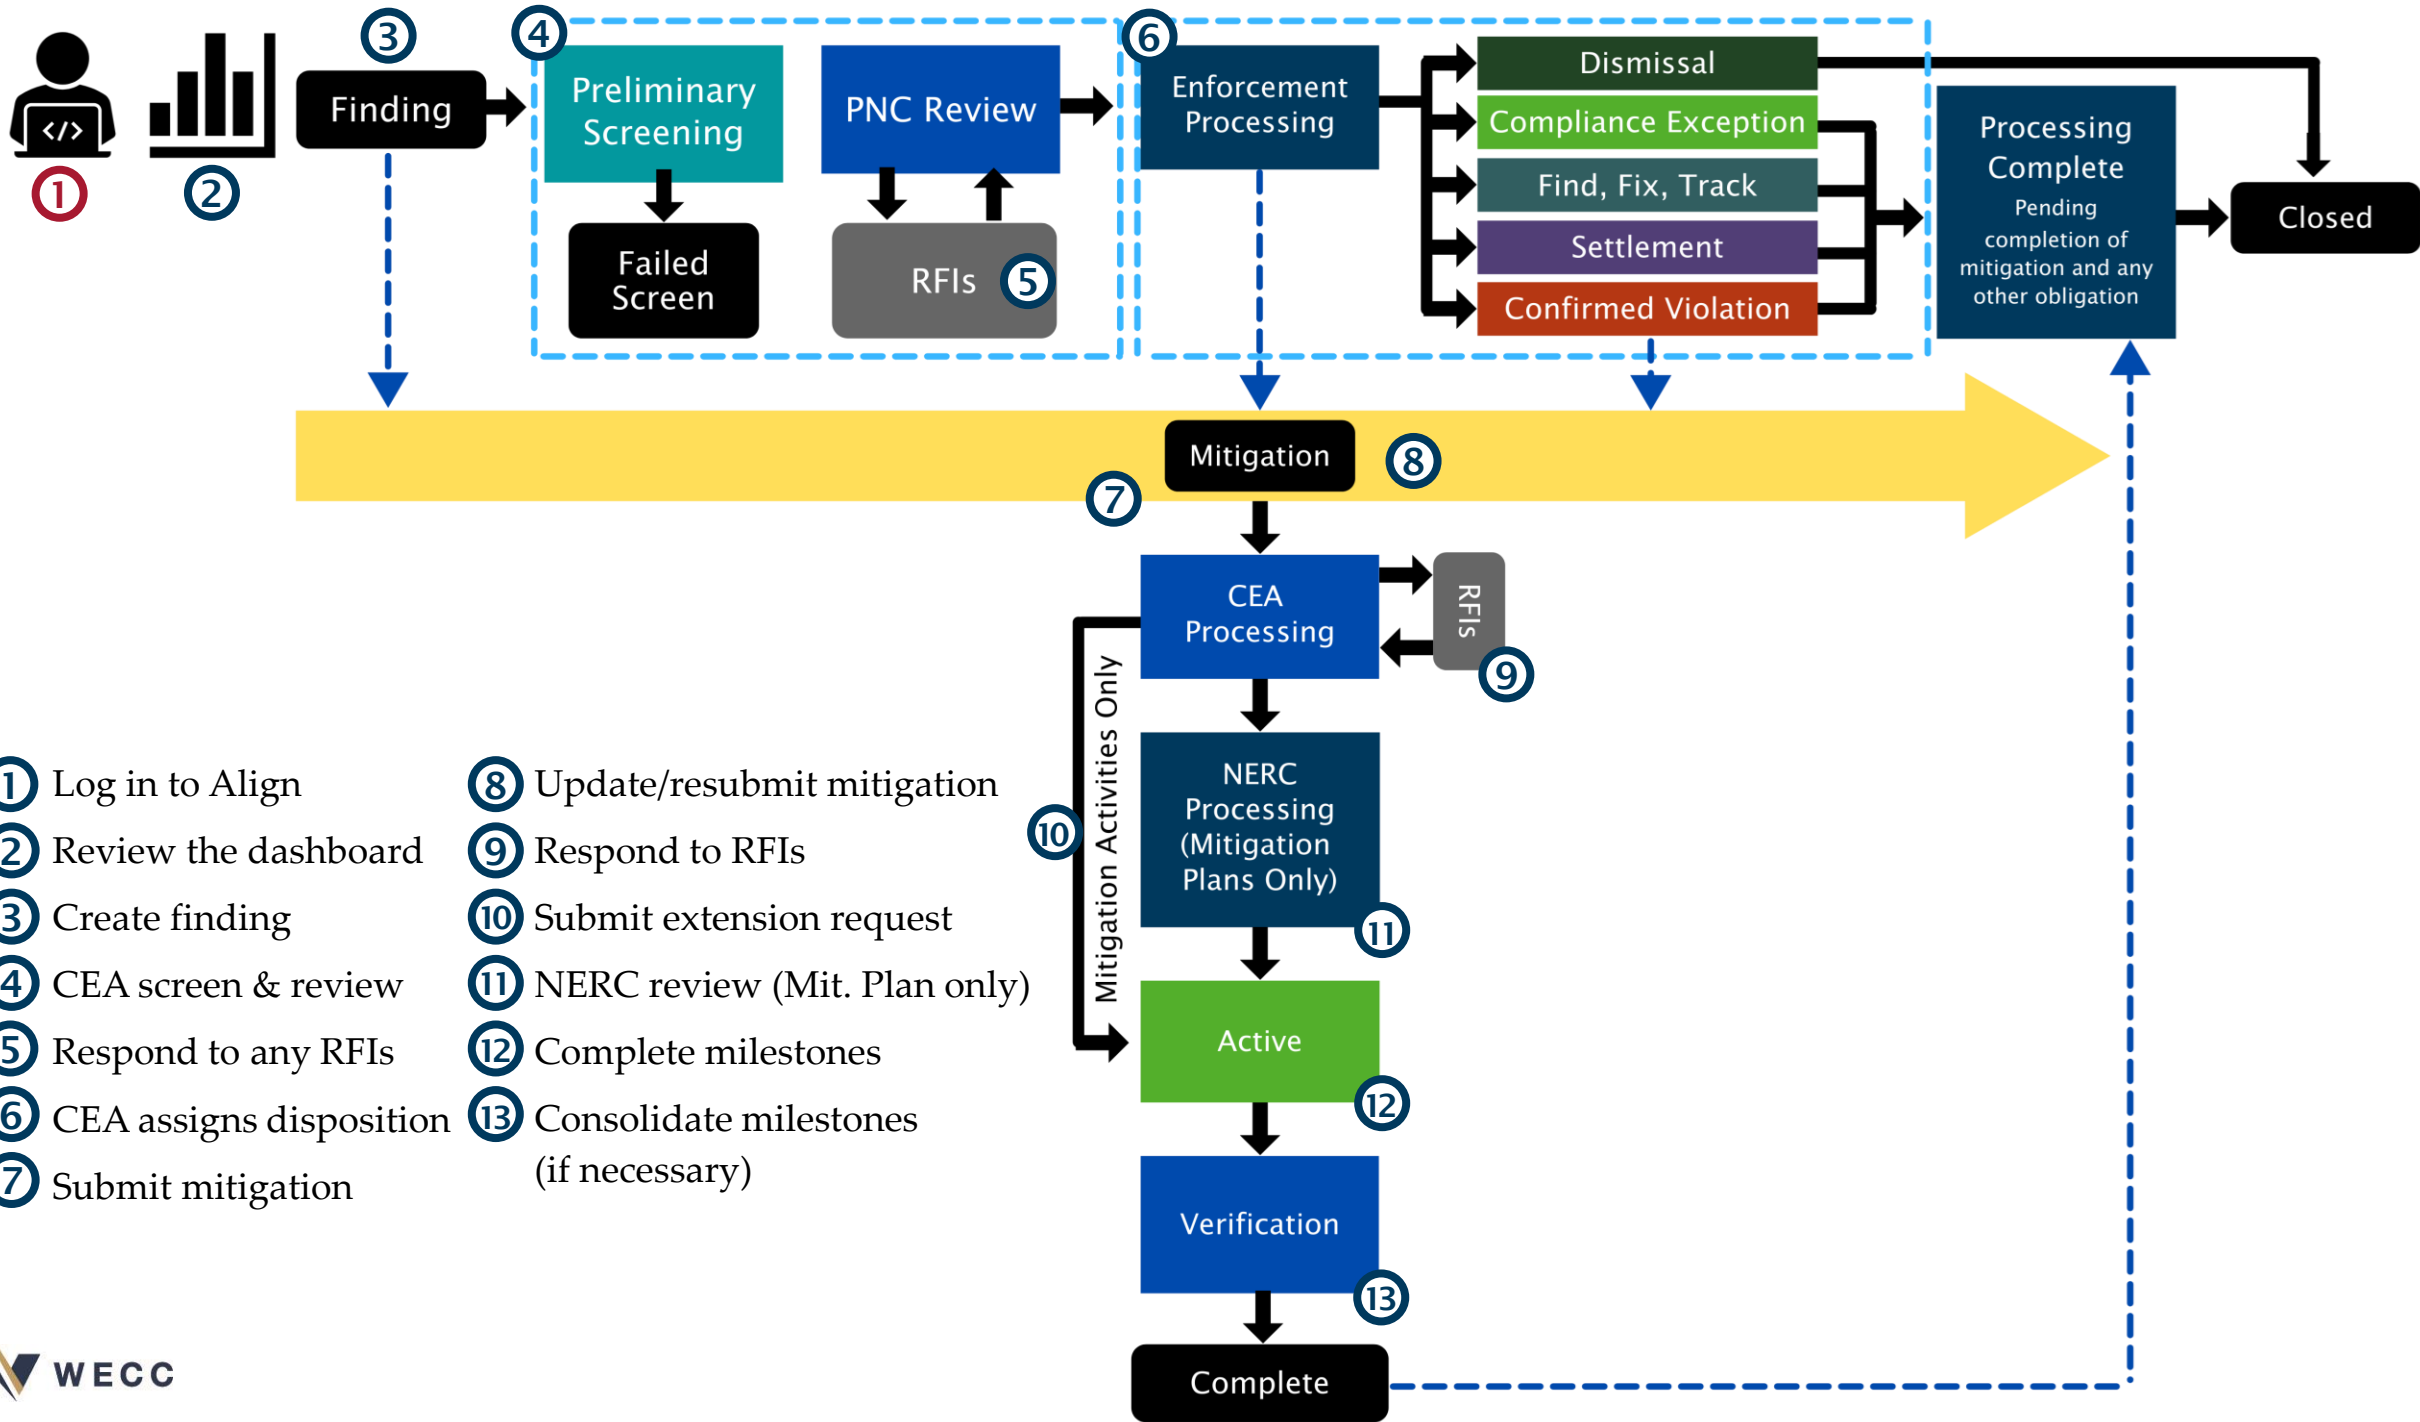 3
4
6
Finding
Preliminary
Screening
PNC Review
Enforcement
Processing
Dismissal
Compliance Exception
Find, Fix, Track
Settlement
Confirmed Violation
Processing
Complete
Pending
completion of
mitigation and any
other obligation
Closed
</>
1
2
Failed
Screen
RFIs
5
Mitigation
8
7
CEA
Processing
RFIs
9
Mitigation Activities Only
10
NERC
Processing
(Mitigation
Plans Only)
11
Active
12
Verification
13
Complete
1 Log in to Align
2 Review the dashboard
3 Create finding
4 CEA screen & review
5 Respond to any RFIs
6 CEA assigns disposition
7 Submit mitigation
8 Update/resubmit mitigation
9 Respond to RFIs
10 Submit extension request
11 NERC review (Mit. Plan only)
12 Complete milestones
13 Consolidate milestones
(if necessary)
WECC